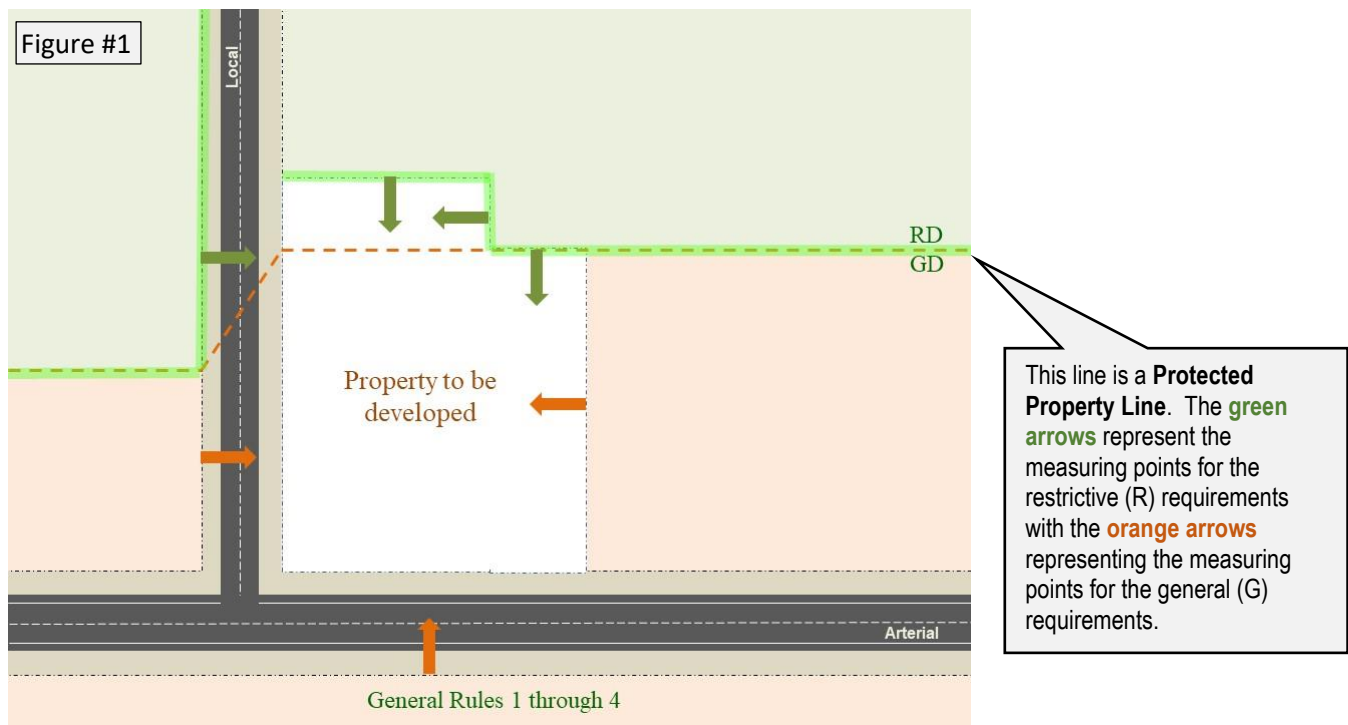 Figure #1
Local
RD
GD
Property to be
developed
Arterial
General Rules 1 through 4
This line is a Protected
Property Line. The green
arrows represent the
measuring points for the
restrictive (R) requirements
with the orange arrows
representing the measuring
points for the general (G)
requirements.